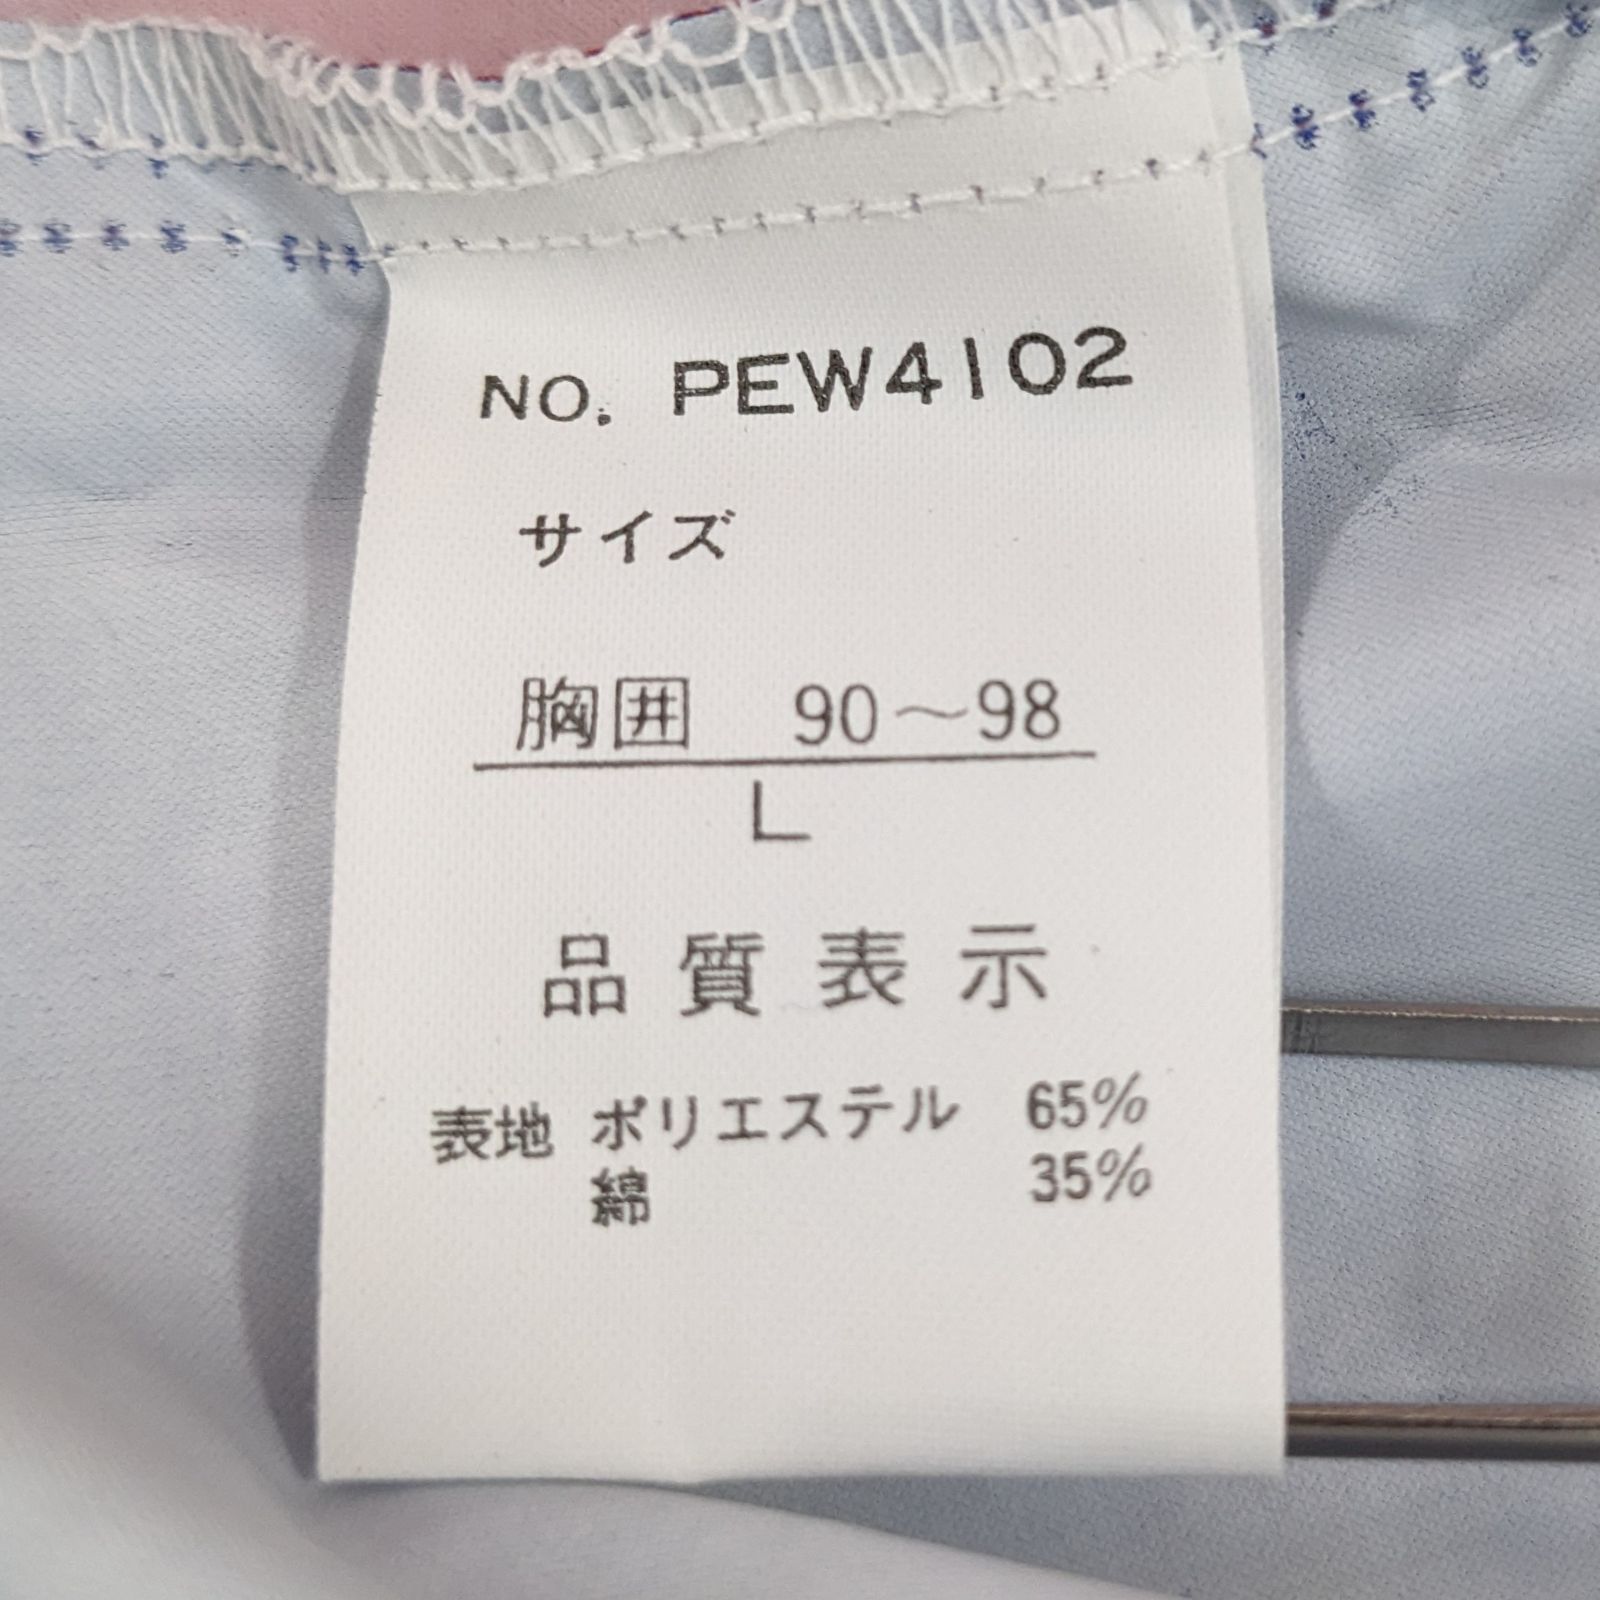 NO. PEW4102
サイズ
胸囲 90～98
L
品質表示
表地 ポリエステル 65%
綿 35%